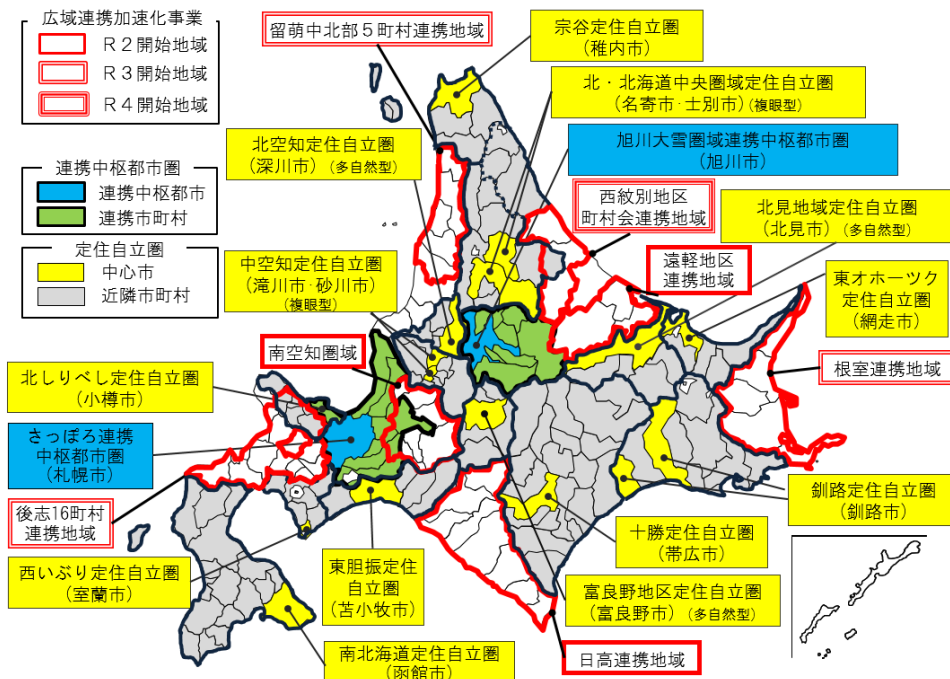 広域連携加速化事業
Ｒ２開始地域
Ｒ３開始地域
Ｒ４開始地域
連携中枢都市圏
連携中枢都市
連携市町村
定住自立圏
中心市
近隣市町村
留萌中北部５町村連携地域
宗谷定住自立圏
（稚内市）
北・北海道中央圏域定住自立圏
（名寄市・士別市）（複眼型）
北空知定住自立圏
（深川市）（多自然型）
旭川大雪圏域連携中枢都市圏
（旭川市）
西紋別地区
町村会連携地域
北見地域定住自立圏
（北見市）（多自然型）
中空知定住自立圏
（滝川市・砂川市）
（複眼型）
遠軽地区
連携地域
東オホーツク
定住自立圏
（網走市）
南空知圏域
根室連携地域
北しりべし定住自立圏
（小樽市）
さっぽろ連携
中枢都市圏
（札幌市）
後志16町村
連携地域
釧路定住自立圏
（釧路市）
十勝定住自立圏
（帯広市）
西いぶり定住自立圏
（室蘭市）
東胆振定住
自立圏
（苫小牧市）
富良野地区定住自立圏
（富良野市）（多自然型）
南北海道定住自立圏
（函館市）
日高連携地域